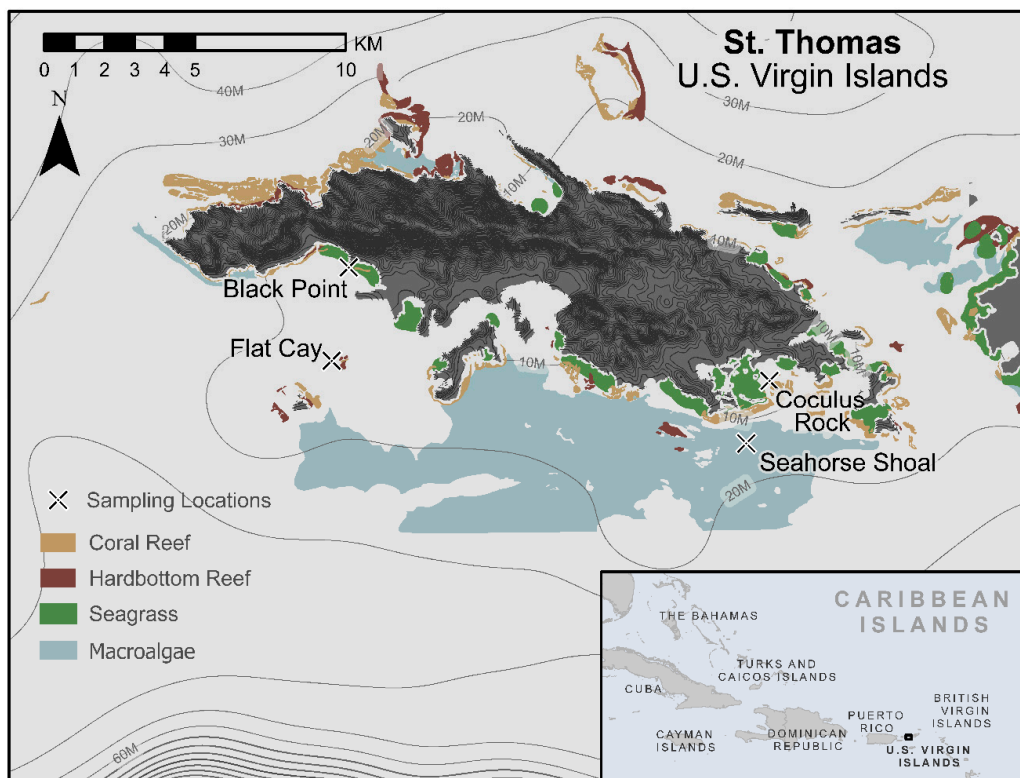 St. Thomas
U.S. Virgin Islands
KM
0 1 2 3 4 5 10
N
40M
30M
20M
20M
10M
30M
20M
20M
10M
Black Point
Flat Cay
10M
10M
10M
Coculus
Rock
10M
Seahorse Shoal
20M
Sampling Locations
Coral Reef
Hardbottom Reef
Seagrass
Macroalgae
60M
CARIBBEAN
ISLANDS
THE BAHAMAS
TURKS AND
CAICOS ISLANDS
CUBA
CAYMAN
ISLANDS
DOMINICAN
REPUBLIC
PUERTO
RICO
BRITISH
VIRGIN
ISLANDS
U.S. VIRGIN
ISLANDS